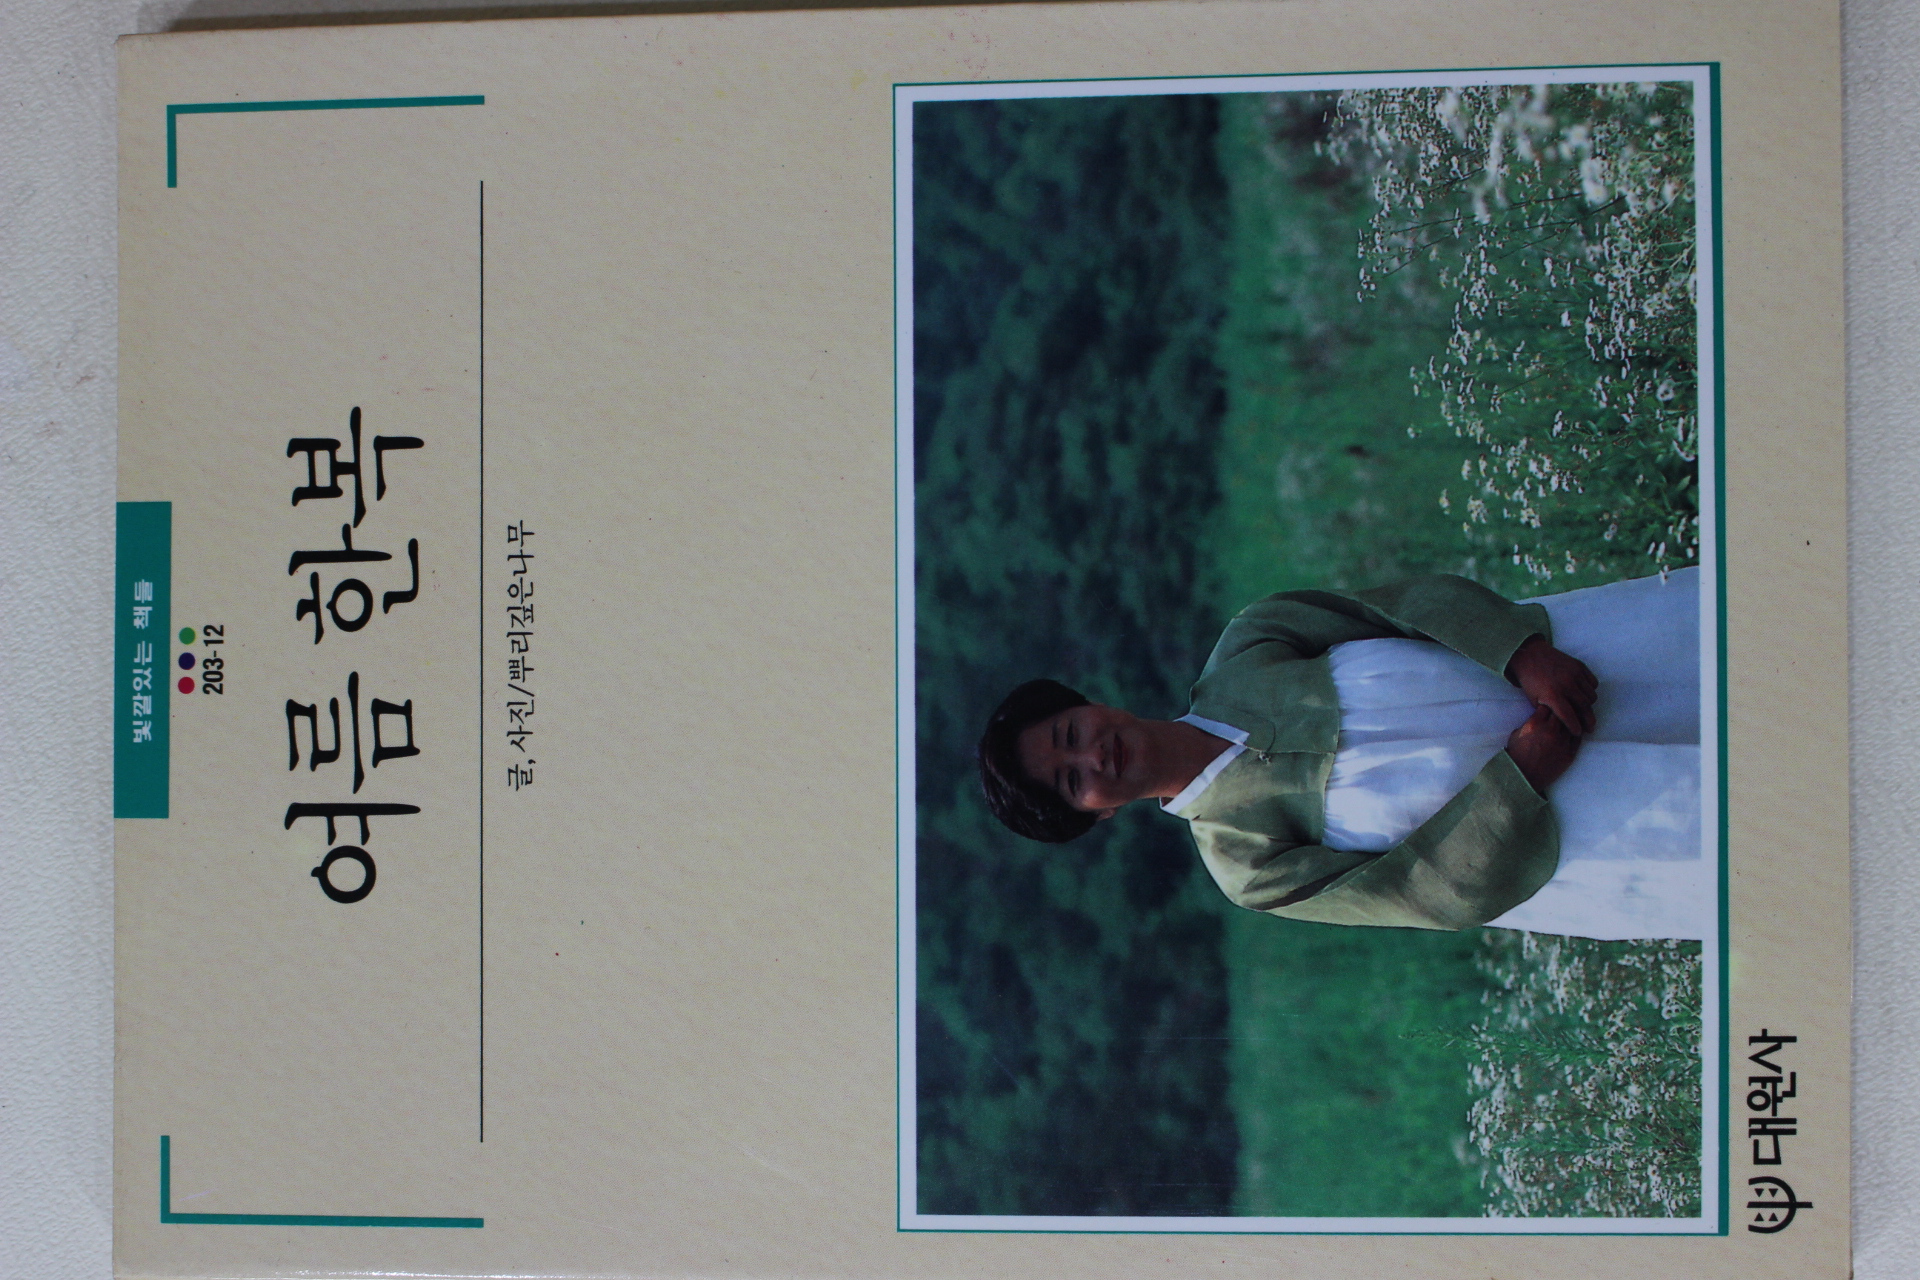 빛깔있는 책들
203-12
여름 한복
글, 사진/뿌리깊은나무
대원사